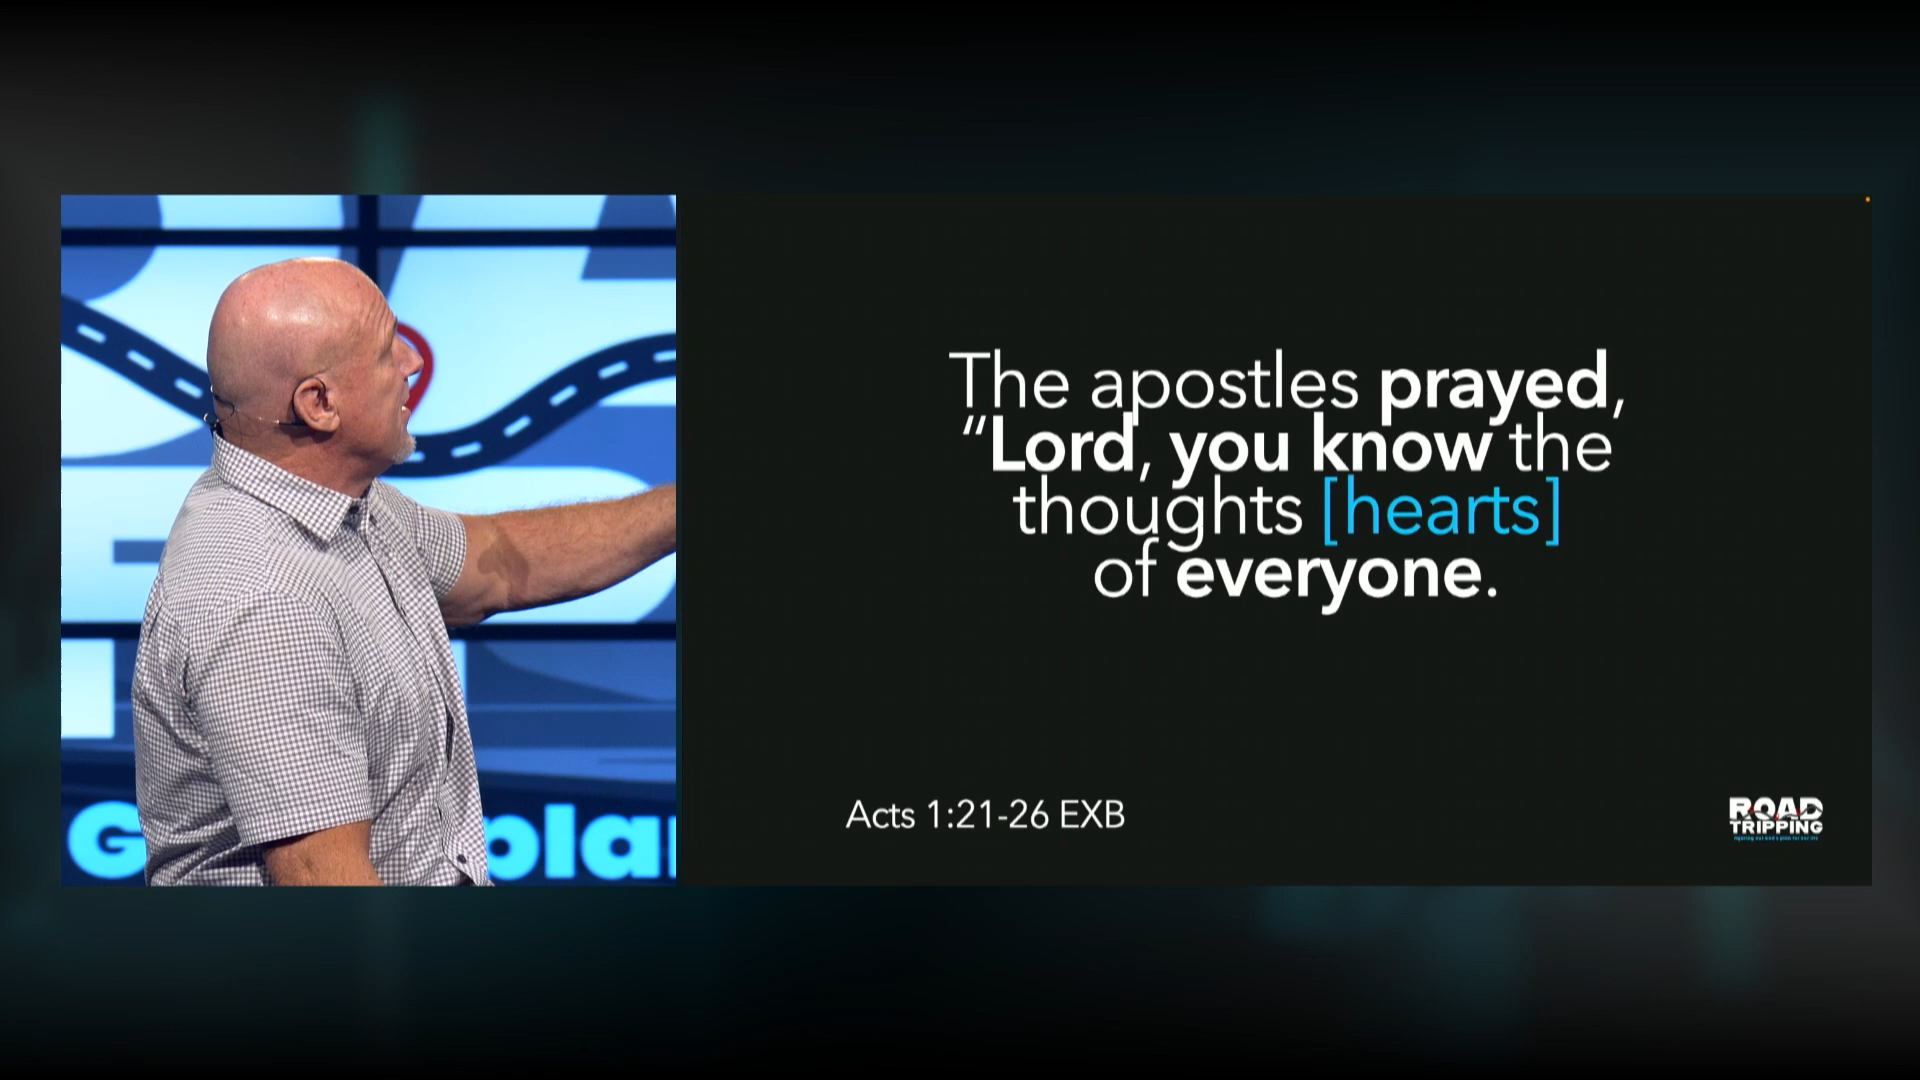 The apostles prayed,
“Lord, you know the
thoughts [hearts]
of everyone.
Acts 1:21-26 EXB
ROAD
TRIPPING